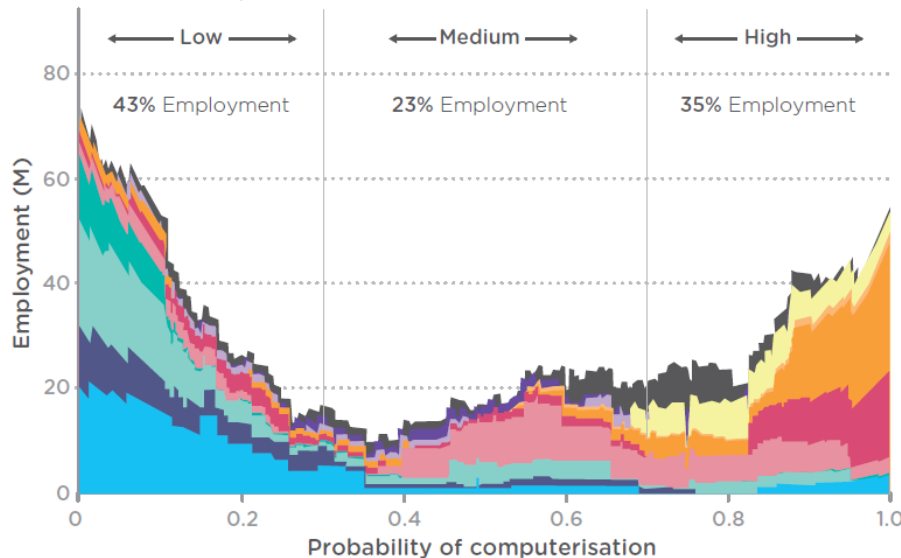 Low Medium High
80
43% Employment 23% Employment 35% Employment
60
40
20
0
Employment (M)
0 0.2 0.4 0.6 0.8 1.0
Probability of computerisation